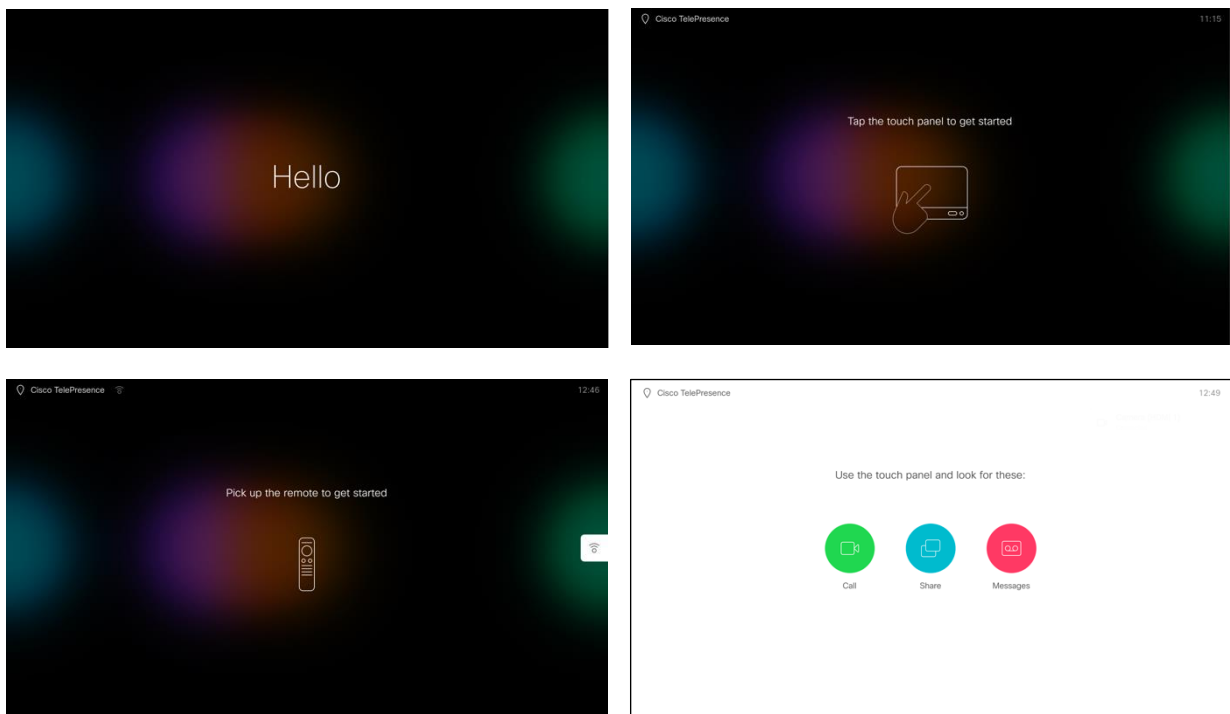 Hello
Cisco TelePresence 11:15
Tap the touch panel to get started
Cisco TelePresence 12:46
Pick up the remote to get started
Cisco TelePresence 12:49
Use the touch panel and look for these:
Call Share Messages